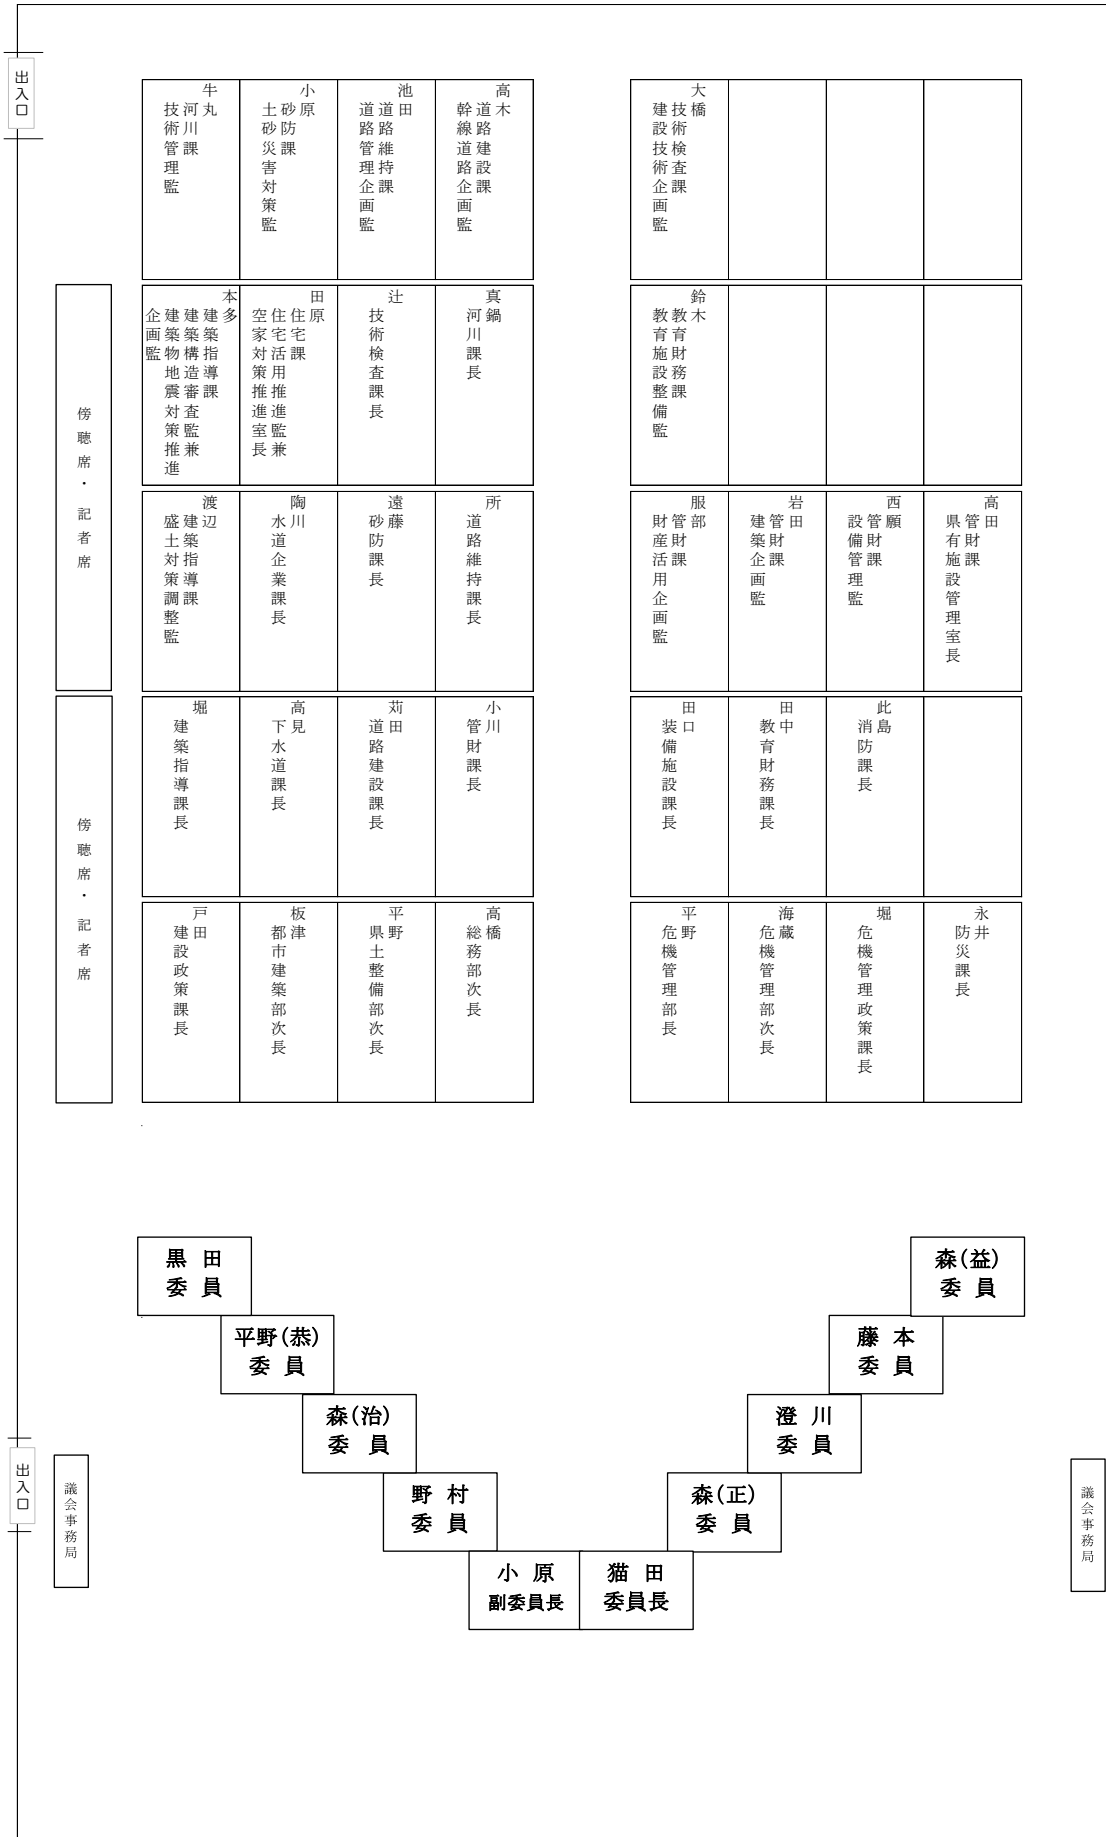 出入口
牛丸
河川課
技術管理監
小原
砂防課
土砂災害対策監
池田
道路維持課
道路管理企画監
高木
道路建設課
幹線道路企画監
大橋
技術検査課
建設技術企画監
本多
建築指導課
建築構造審査監兼
建築物地震対策推進
企画監
田原
住宅課
住宅活用推進監兼
空家対策推進室長
辻
技術検査課長
真鍋
河川課長
鈴木
教育財務課
教育施設整備監
傍聴席・記者席
渡辺
建築指導課
盛土対策調整監
陶川
水道企業課長
遠藤
砂防課長
所
道路維持課長
服部
管財課
財産活用企画監
岩田
管財課
建築企画監
西願
管財課
設備管理監
高田
管財課
県有施設管理室長
堀
建築指導課長
高見
下水道課長
苅田
道路建設課長
小川
管財課長
田口
装備施設課長
田中
教育財務課長
此島
消防課長
傍聴席・記者席
戸田
建設政策課長
板津
都市建築部次長
平野
県土整備部次長
高橋
総務部次長
平野
危機管理部長
海蔵
危機管理部次長
堀
危機管理政策課長
永井
防災課長
黒田
委員
森(益)
委員
平野(恭)
委員
藤本
委員
森(治)
委員
澄川
委員
野村
委員
森(正)
委員
小原
副委員長
猫田
委員長
出入口
議会事務局
議会事務局